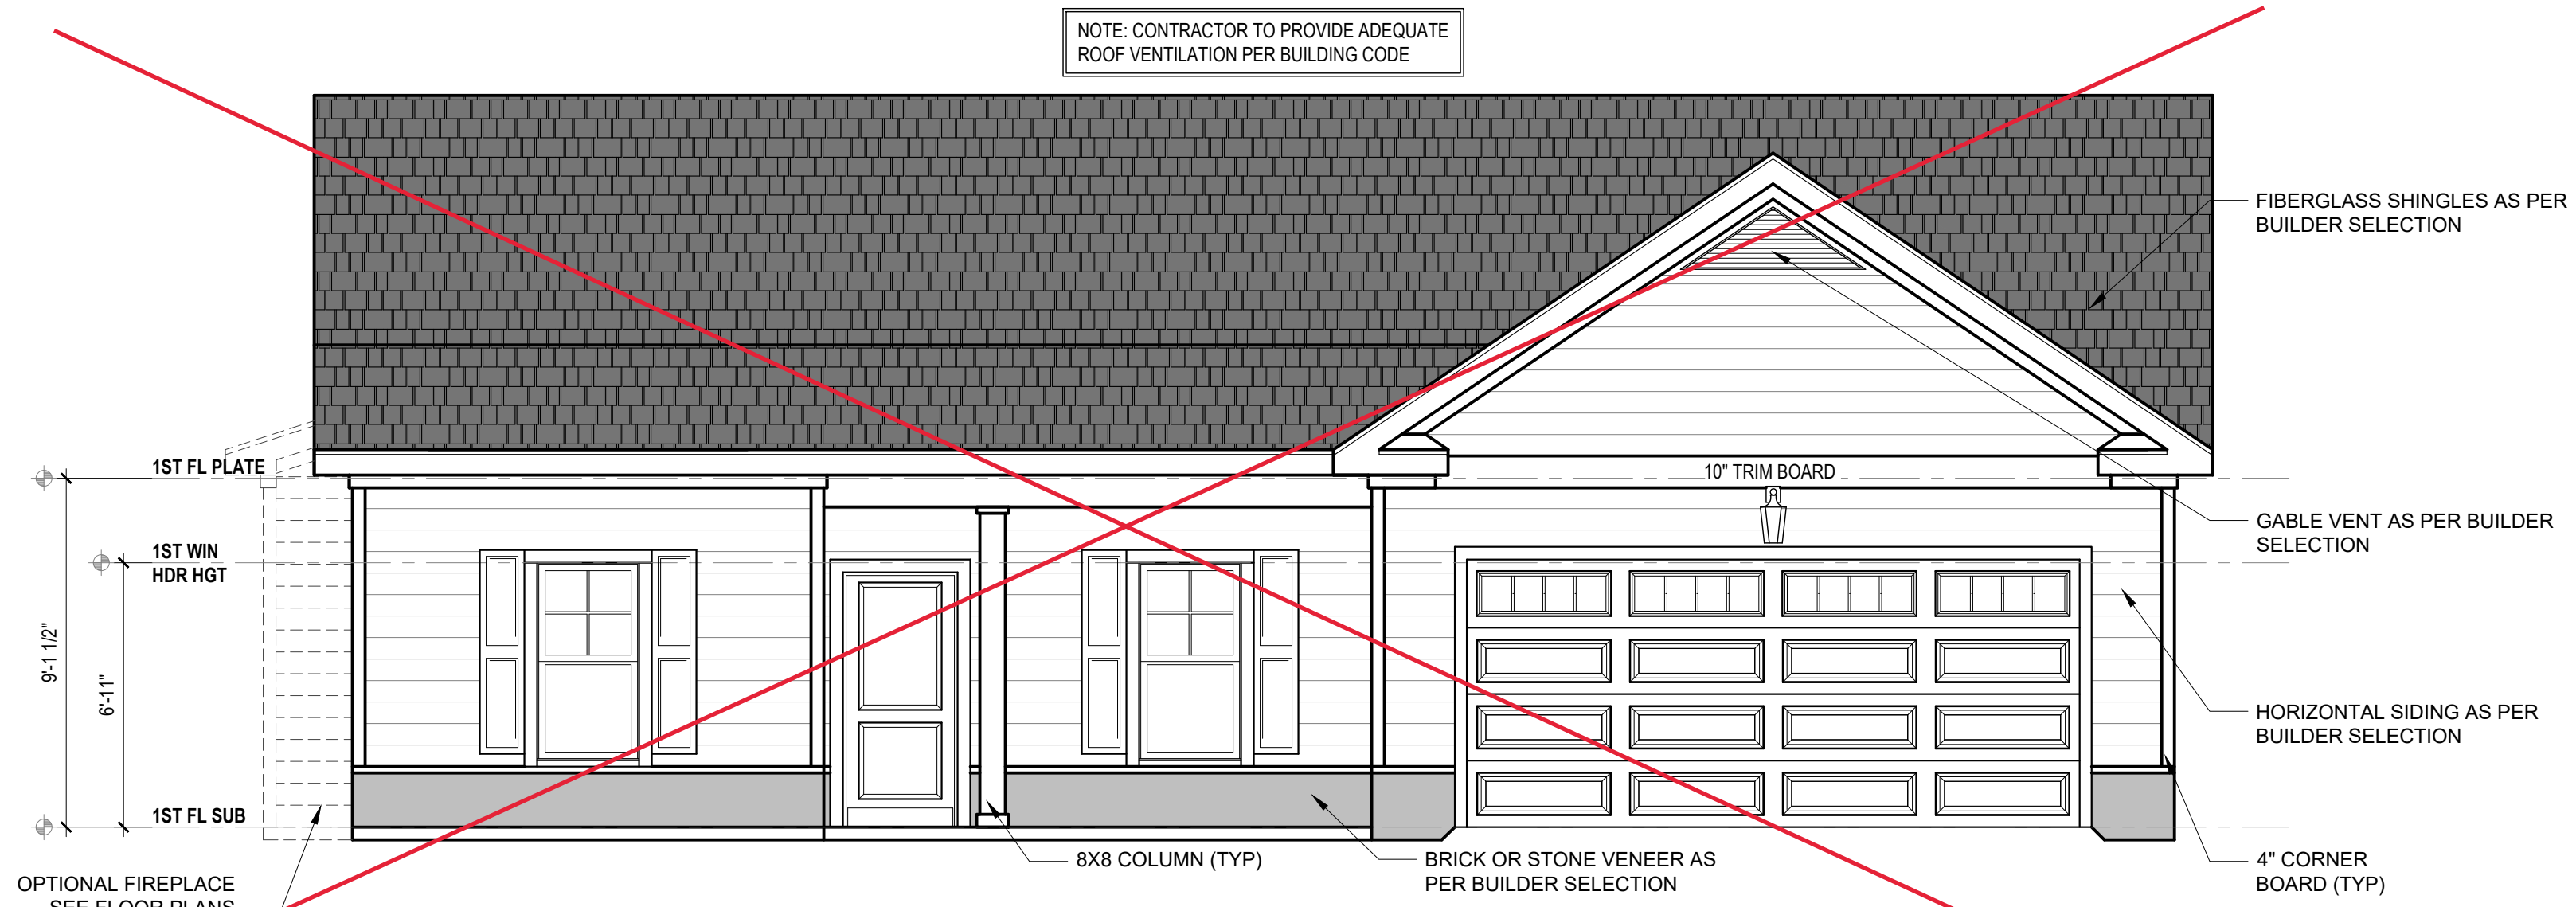 NOTE: CONTRACTOR TO PROVIDE ADEQUATE
ROOF VENTILATION PER BUILDING CODE
FIBERGLASS SHINGLES AS PER
BUILDER SELECTION
1ST FL PLATE
10" TRIM BOARD
GABLE VENT AS PER BUILDER
SELECTION
1ST WIN
HDR HGT
9'-1 1/2"
6'-11"
HORIZONTAL SIDING AS PER
BUILDER SELECTION
1ST FL SUB
8X8 COLUMN (TYP)
BRICK OR STONE VENEER AS
PER BUILDER SELECTION
4" CORNER
BOARD (TYP)
OPTIONAL FIREPLACE
SEE FLOOR PLANS